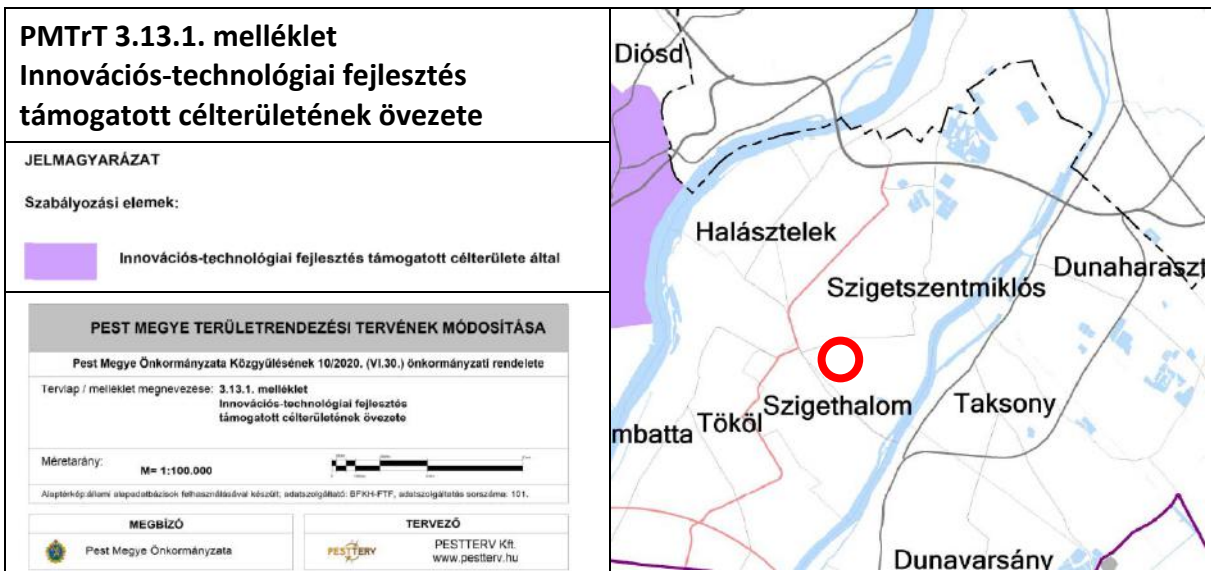 PMTrT 3.13.1. melléklet
Innovációs-technológiai fejlesztés
támogatott célterületének övezete
JELMAGYARÁZAT
Szabályozási elemek:
Innovációs-technológiai fejlesztés támogatott célterülete által
PEST MEGYE TERÜLETRENDEZÉSI TERVÉNEK MÓDOSÍTÁSA
Pest Megye Önkormányzata Közgyűlésének 10/2020. (VI.30.) önkormányzati rendelete
Tervlap / melléklet megnevezése: 3.13.1. melléklet
Innovációs-technológiai fejlesztés
támogatott célterületének övezete
Méretarány:
M= 1:100.000
Alaptérkép:állami alapadatbázisok felhasználásával készült; adatszolgáltató: BFKH-FTF, adatszolgáltatás sorszáma: 101.
MEGBÍZÓ
TERVEZŐ
Pest Megye Önkormányzata
PESTTERV
PESTTERV Kft.
www.pestterv.hu
Diósd
Halásztelek
Szigetszentmiklós
Dunaharaszt
Szigethalom
Taksony
mbatta
Tököl
Dunavarsány